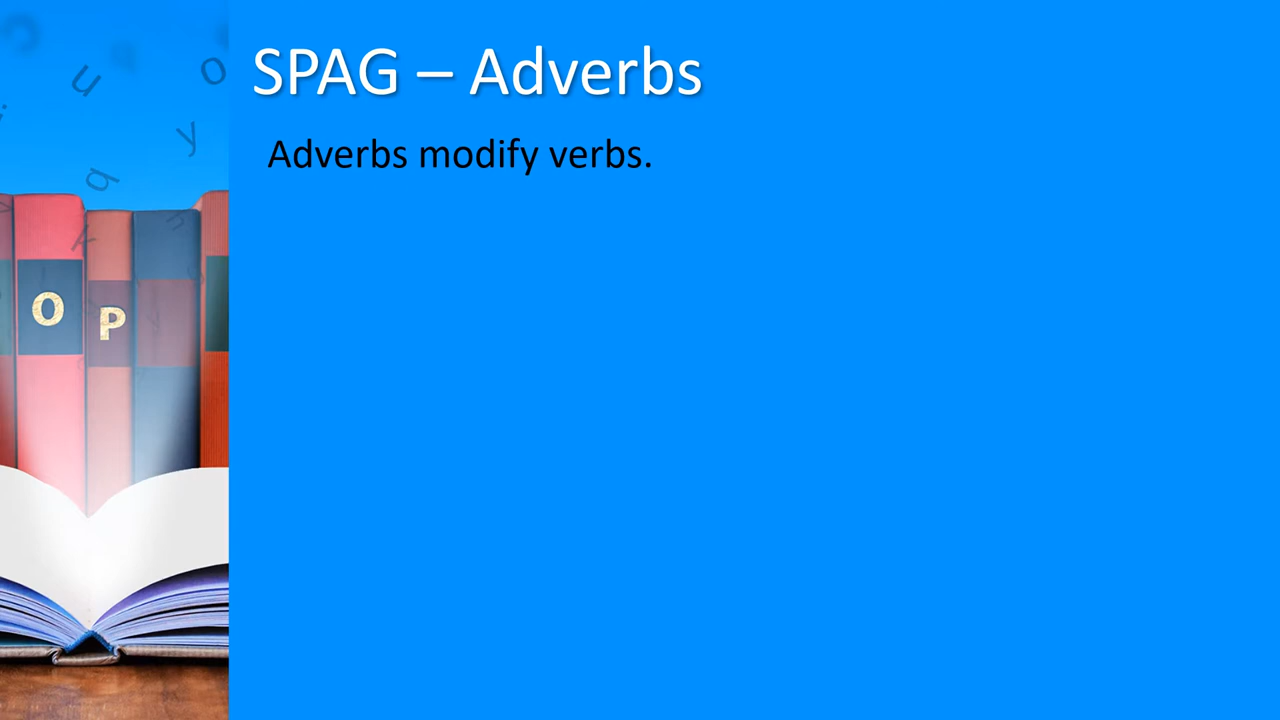 SPAG – Adverbs
Adverbs modify verbs.
O
P
u
o
y
q
k